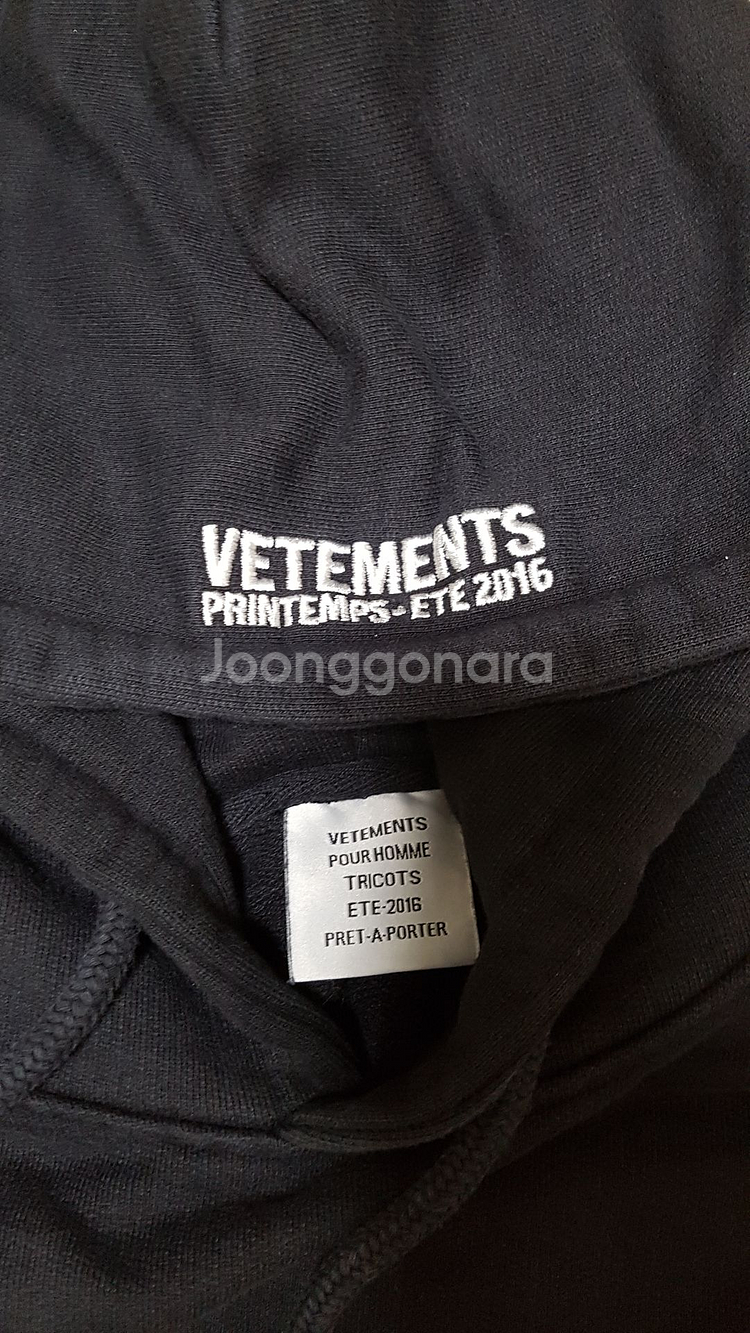 VETEMENTS
PRINTEMPS-ETE 2016
Joonggonara
VETEMENTS
POUR HOMME
TRICOTS
ETE-2016
PRET-A-PORTER